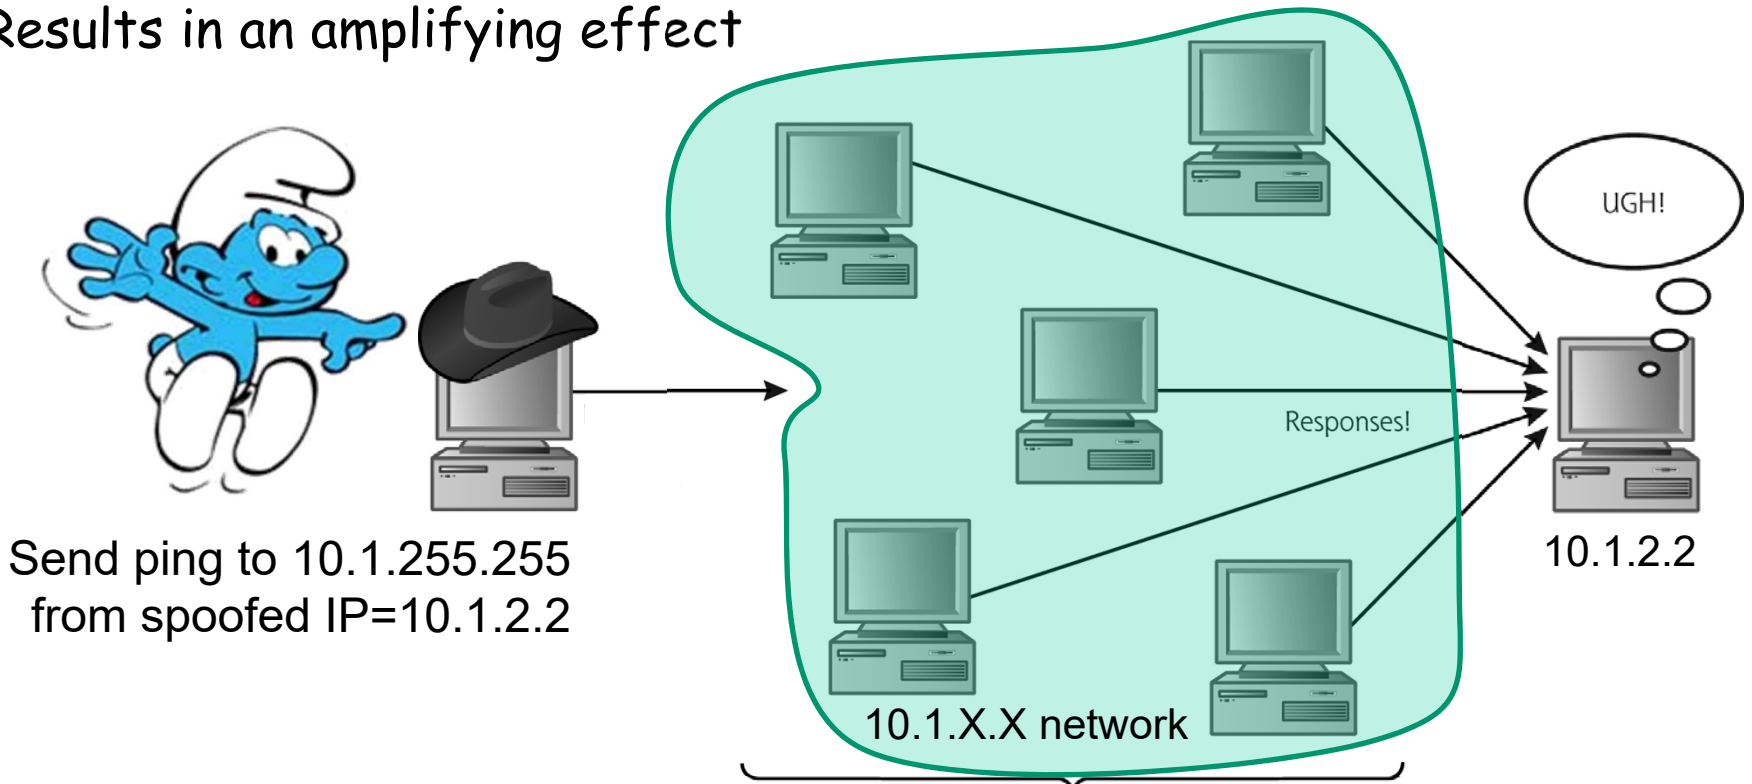 Results in an amplifying effect
UGH!
Responses!
Send ping to 10.1.255.255
from spoofed IP=10.1.2.2
10.1.2.2
10.1.X.X network